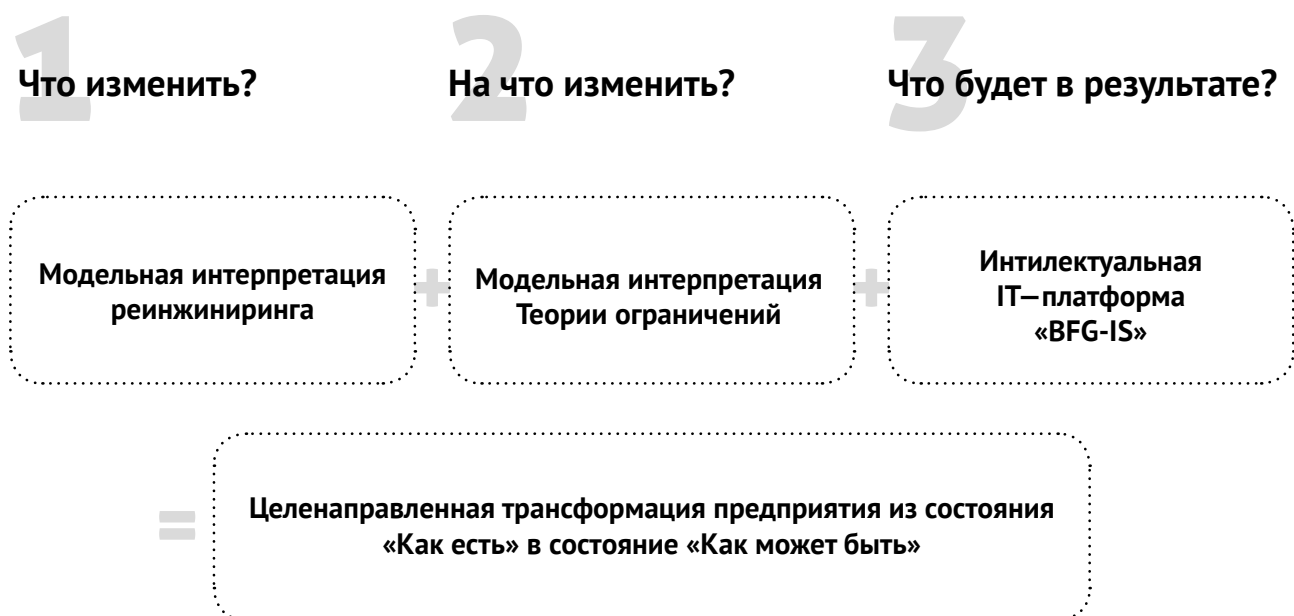 1
Что изменить?
2
На что изменить?
3
Что будет в результате?
Модельная интерпретация
реинжиниринга
+
Модельная интерпретация
Теории ограничений
+
Интилектуальная
IT—платформа
«BFG-IS»
=
Целенаправленная трансформация предприятия из состояния
«Как есть» в состояние «Как может быть»